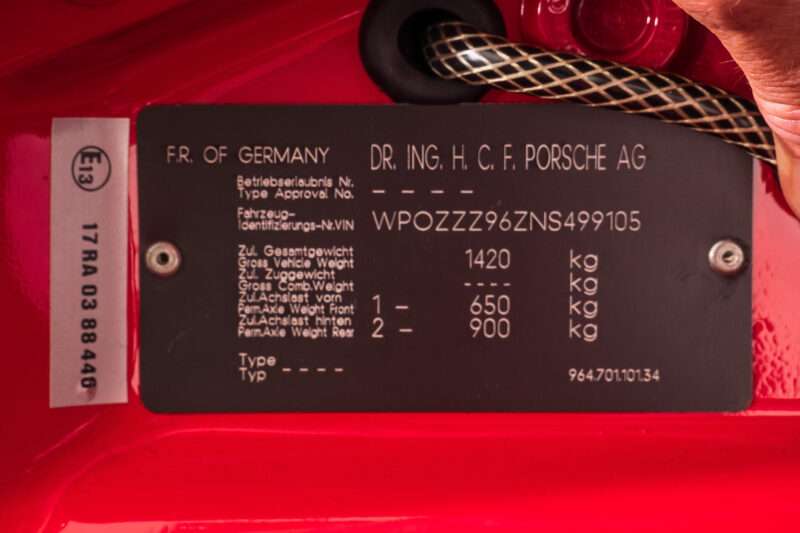 E13
17 RA 03 88446
F.R. OF GERMANY DR. ING. H. C. F. PORSCHE AG
Betriebserlaubnis Nr.
Type Approval No. – – – –
Fahrzeug-
Identifizierungs-Nr.VIN WPOZZZ96ZNS499105
Zul. Gesamtgewicht
Gross Vehicle Weight 1420 kg
Zul. Zuggewicht
Gross Comb.Weight ---- kg
Zul.Achslast vorn
Perm.Axle Weight Front 1 – 650 kg
Zul.Achslast hinten
Perm.Axle Weight Rear 2 – 900 kg
Type
Typ – – – –
964.701.101.34